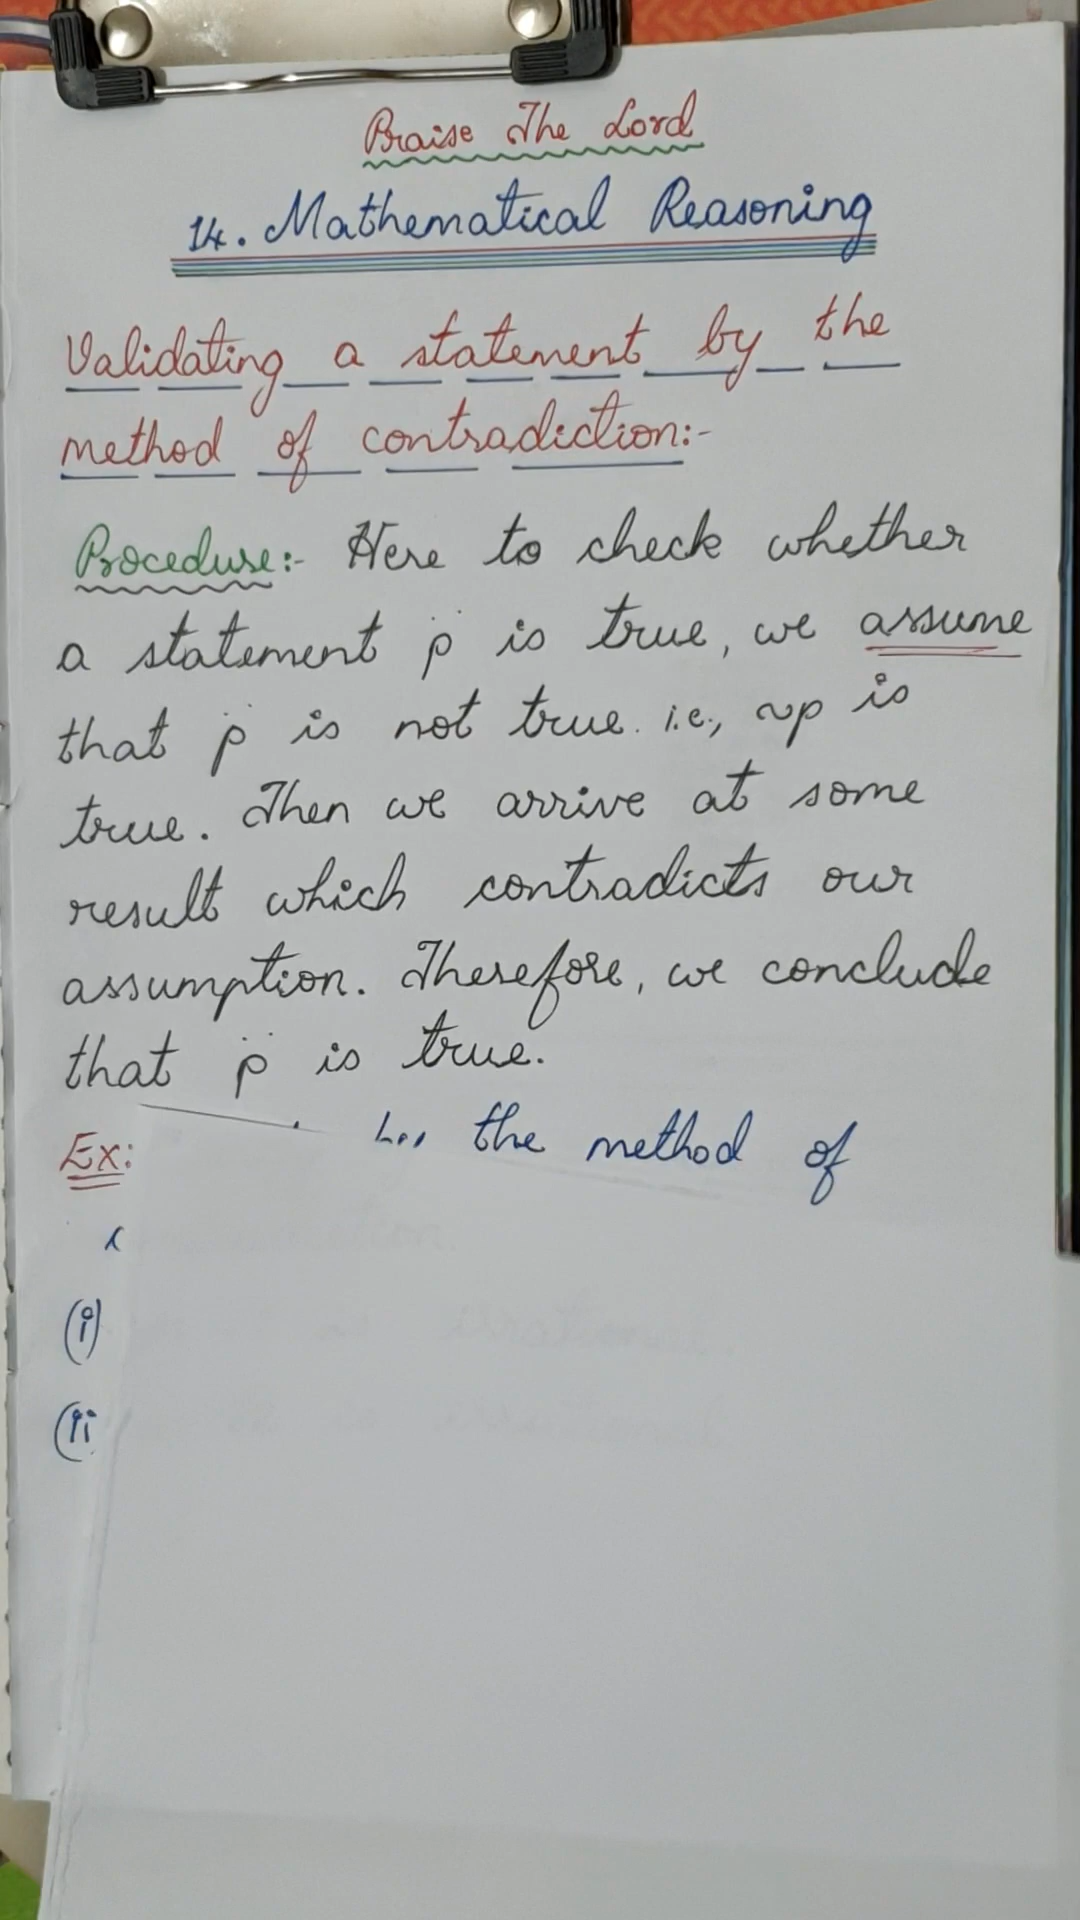 Praise The Lord
14. Mathematical Reasoning
Validating a statement by the
method of contradiction:-
Procedure:- Here to check whether
a statement p is true, we assume
that p is not true. i.e., ~p is
true. Then we arrive at some
result which contradicts our
assumption. Therefore, we conclude
that p is true.
Ex: the method of
(i)
(ii